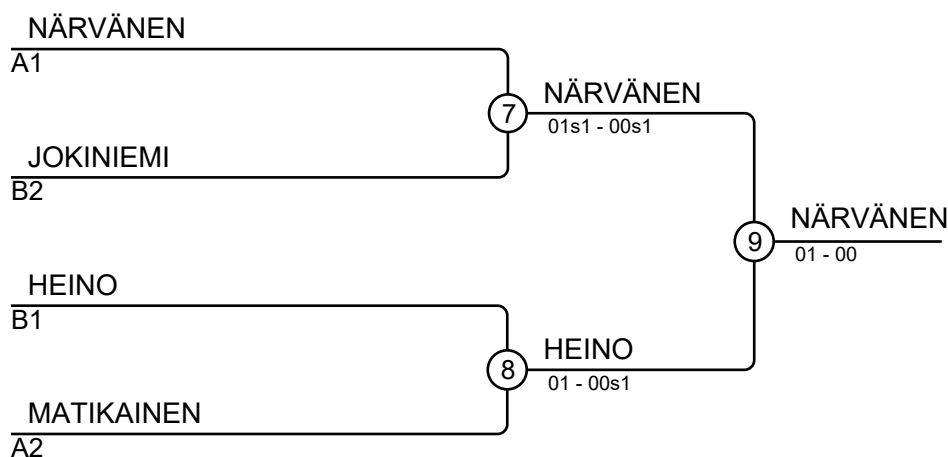 NÄRVÄNEN
A1
7
NÄRVÄNEN
01s1 - 00s1
JOKINIEMI
B2
9
NÄRVÄNEN
01 - 00
HEINO
B1
8
HEINO
01 - 00s1
MATIKAINEN
A2